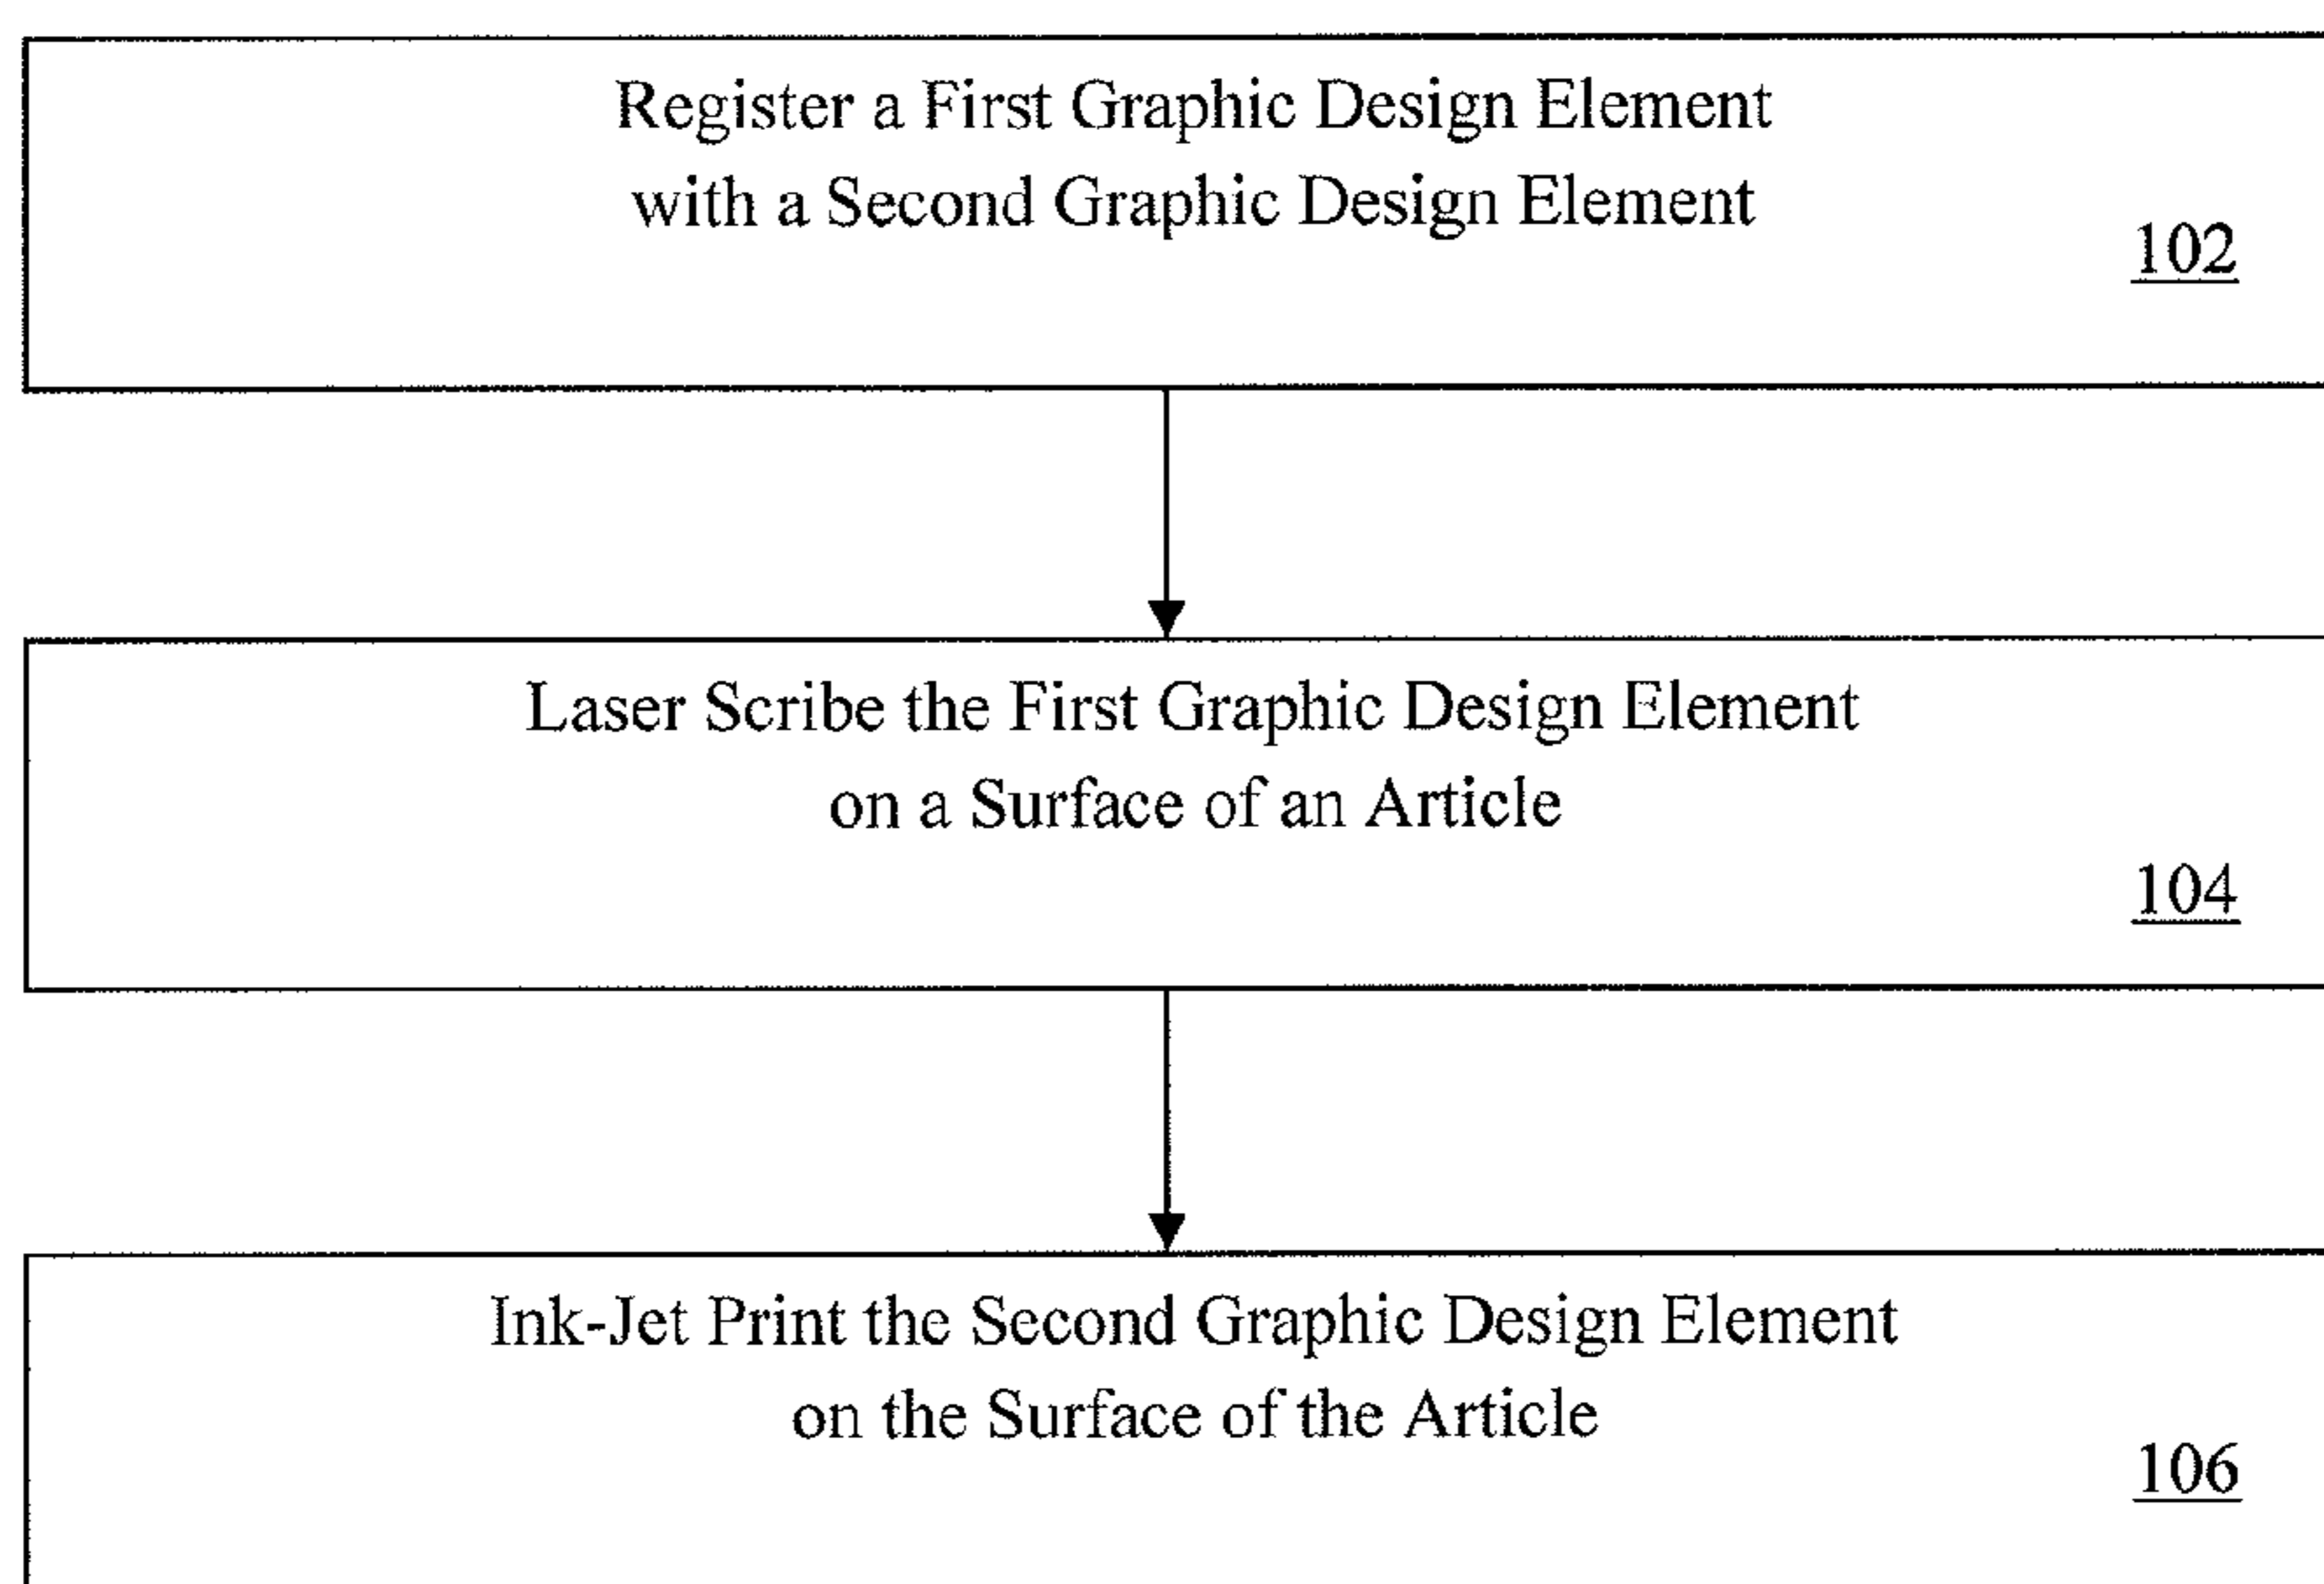 Register a First Graphic Design Element
with a Second Graphic Design Element
102
Laser Scribe the First Graphic Design Element
on a Surface of an Article
104
Ink-Jet Print the Second Graphic Design Element
on the Surface of the Article
106